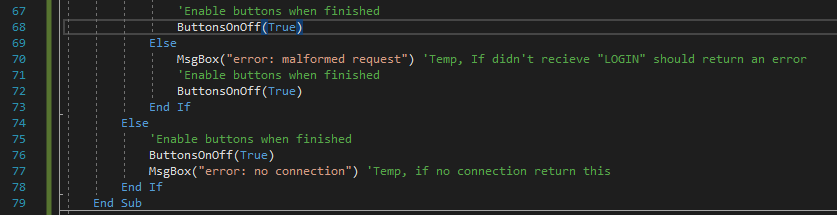 67 'Enable buttons when finished
68 ButtonsOnOff(True)
69 Else
70 MsgBox("error: malformed request") 'Temp, If didn't recieve "LOGIN" should return an error
71 'Enable buttons when finished
72 ButtonsOnOff(True)
73 End If
74 Else
75 'Enable buttons when finished
76 ButtonsOnOff(True)
77 MsgBox("error: no connection") 'Temp, if no connection return this
78 End If
79 End Sub